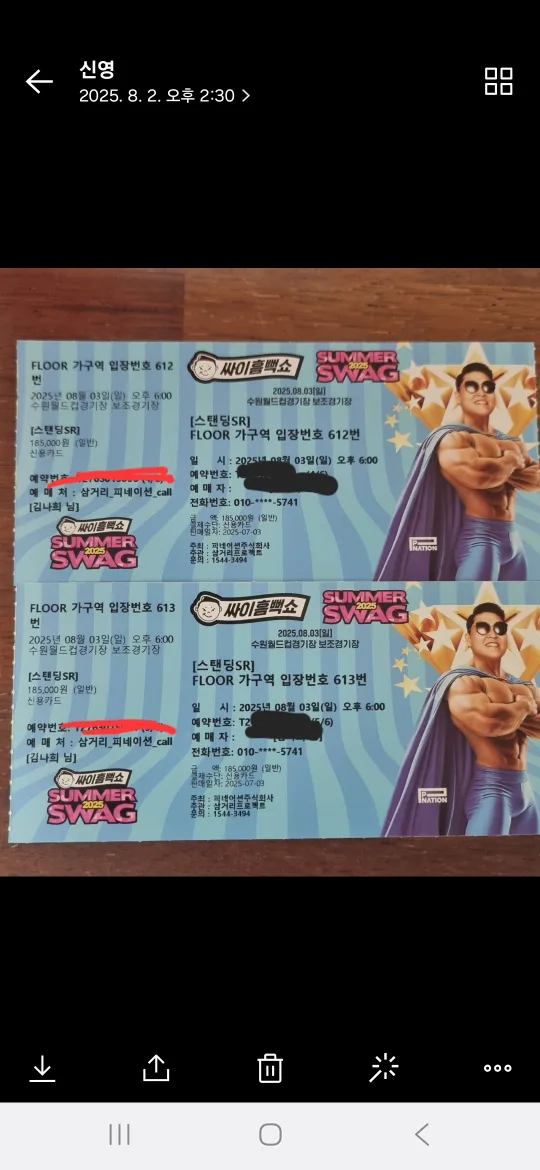 신영
2025. 8. 2. 오후 2:30
FLOOR 가구역 입장번호 612
번
2025년 08월 03일(일) 오후 6:00
수원월드컵경기장 보조경기장
[스탠딩SR]
185,000원 (일반)
신용카드
예약번호:
예 매 처 : 삼거리_피네이션_call
[김나희 님]
싸이흠뻑쇼
SUMMER
2025
SWAG
싸이흠뻑쇼
SUMMER
2025
SWAG
2025.08.03[일]
수원월드컵경기장 보조경기장
[스탠딩SR]
FLOOR 가구역 입장번호 612번
일 시 : 2025년 08월 03일(일) 오후 6:00
예약번호:
예 매 자 :
전화번호: 010-****-5741
금 액: 185,000원 (일반)
결제수단: 신용카드
판매일자: 2025-07-03
주최 : 피네이션주식회사
주관 : 삼거리프로젝트
문의 : 1544-3494
P NATION
FLOOR 가구역 입장번호 613
번
2025년 08월 03일(일) 오후 6:00
수원월드컵경기장 보조경기장
[스탠딩SR]
185,000원 (일반)
신용카드
예약번호:
예 매 처 : 삼거리_피네이션_call
[김나희 님]
싸이흠뻑쇼
SUMMER
2025
SWAG
싸이흠뻑쇼
SUMMER
2025
SWAG
2025.08.03[일]
수원월드컵경기장 보조경기장
[스탠딩SR]
FLOOR 가구역 입장번호 613번
일 시 : 2025년 08월 03일(일) 오후 6:00
예약번호: T2
예 매 자 :
전화번호: 010-****-5741
금 액: 185,000원 (일반)
결제수단: 신용카드
판매일자: 2025-07-03
주최 : 피네이션주식회사
주관 : 삼거리프로젝트
문의 : 1544-3494
P NATION